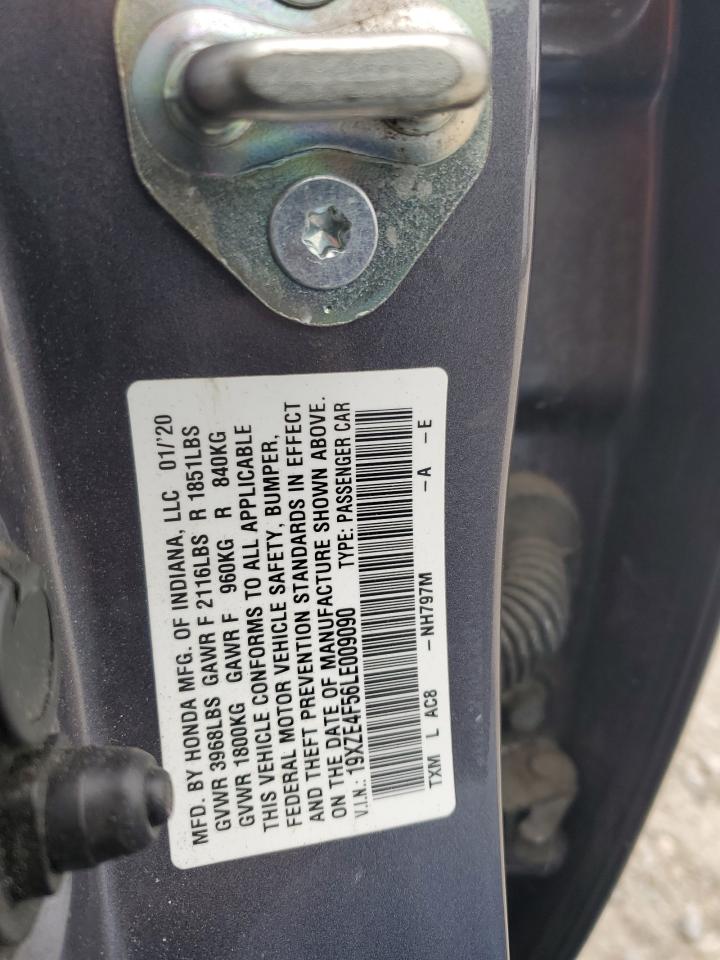 MFD. BY HONDA MFG. OF INDIANA, LLC 01/'20
GVWR 3968LBS GAWR F 2116LBS R 1851LBS
GVWR 1800KG GAWR F 960KG R 840KG
THIS VEHICLE CONFORMS TO ALL APPLICABLE
FEDERAL MOTOR VEHICLE SAFETY, BUMPER,
AND THEFT PREVENTION STANDARDS IN EFFECT
ON THE DATE OF MANUFACTURE SHOWN ABOVE.
V.I.N.: 19XZE4F56LE009090 TYPE: PASSENGER CAR
TXM L AC8 -NH797M -A -E